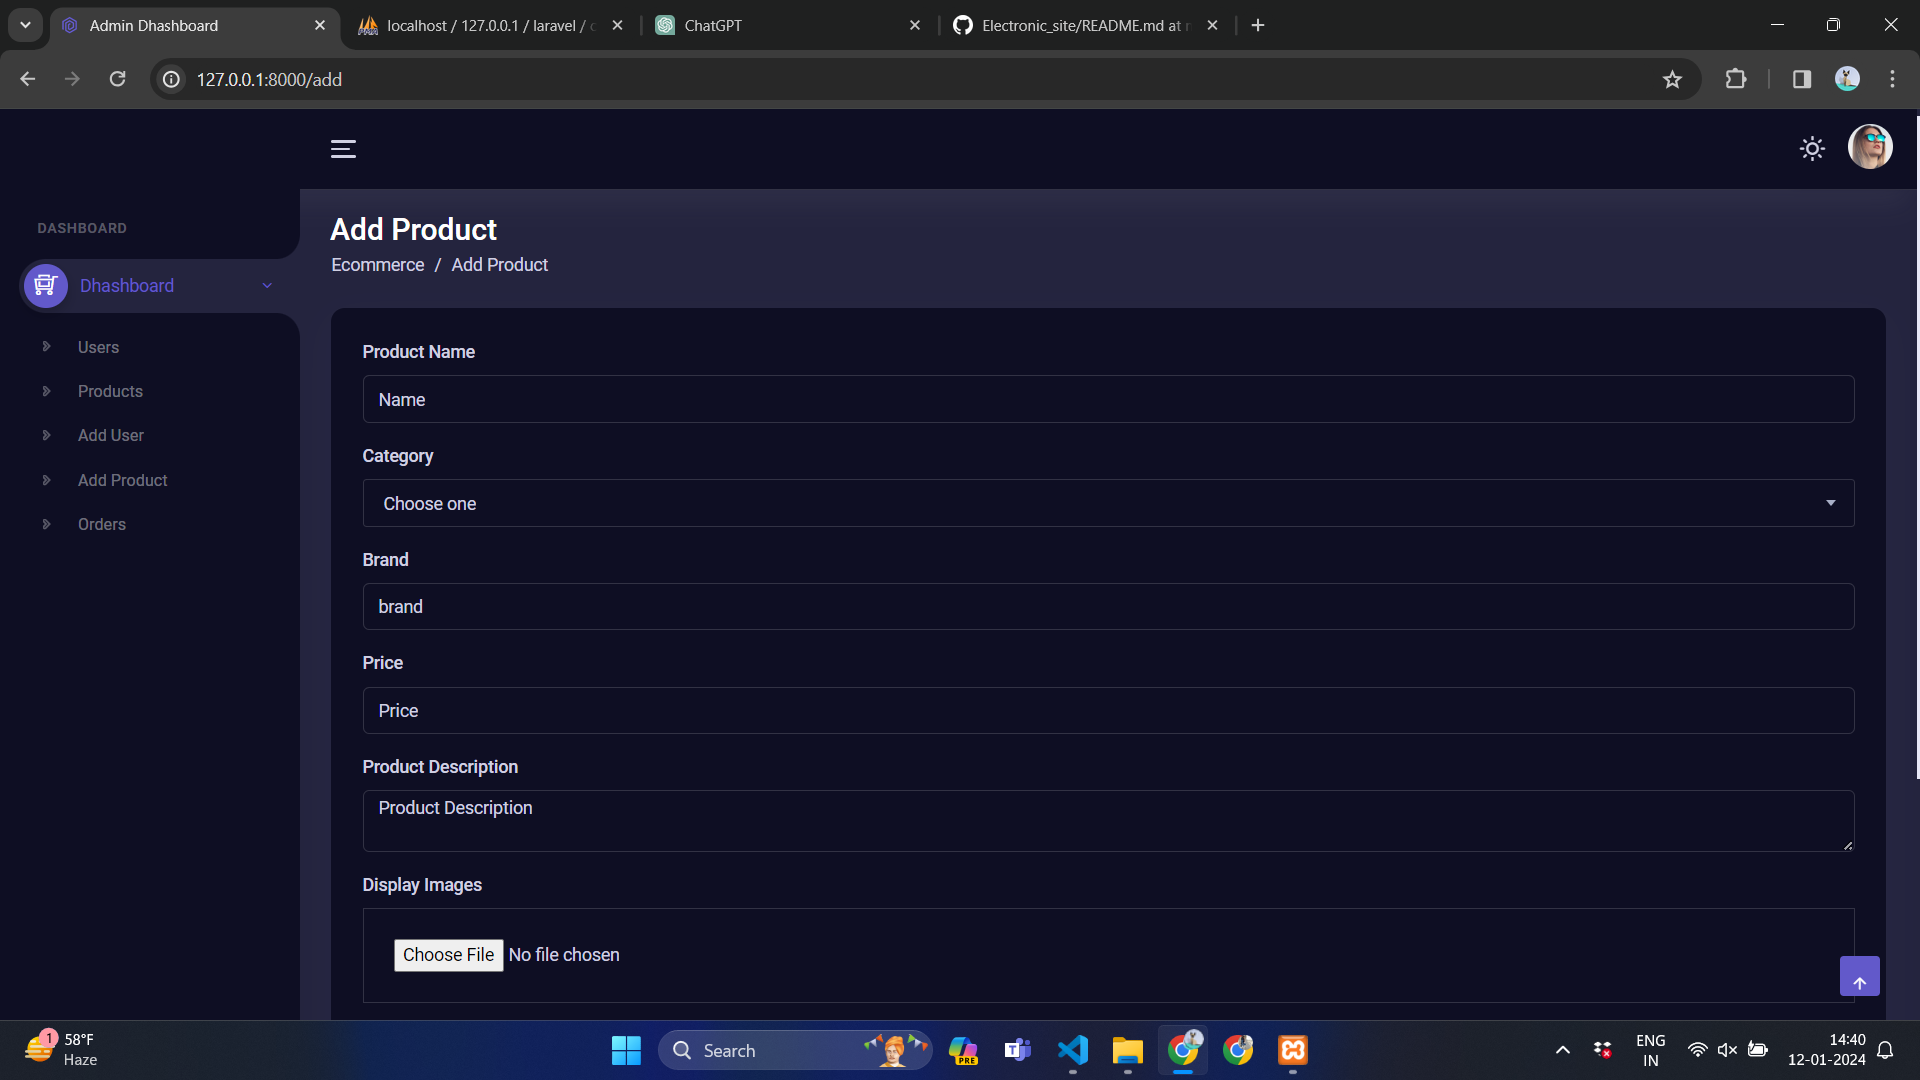 Admin Dhashboard
localhost / 127.0.0.1 / laravel /
ChatGPT
Electronic_site/README.md at
127.0.0.1:8000/add
DASHBOARD
Dhashboard
Users
Products
Add User
Add Product
Orders
Add Product
Ecommerce / Add Product
Product Name
Name
Category
Choose one
Brand
brand
Price
Price
Product Description
Product Description
Display Images
Choose File No file chosen
1
58°F
Haze
Search
PRE
ENG
IN
14:40
12-01-2024